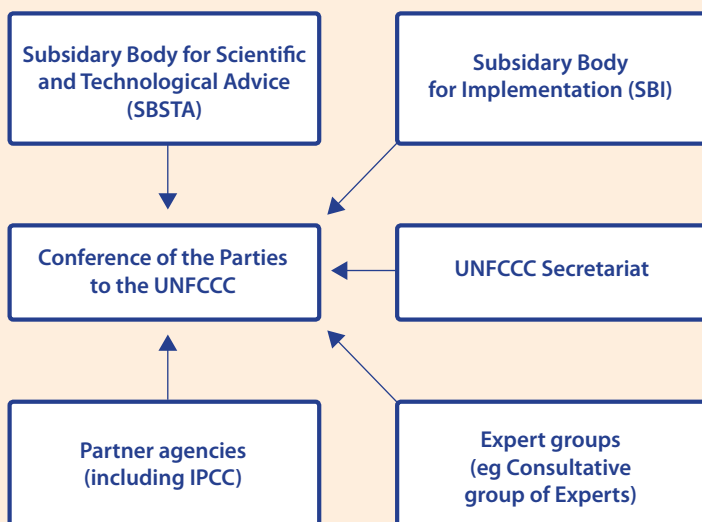 Subsidary Body for Scientific
and Technological Advice
(SBSTA)
Subsidary Body
for Implementation (SBI)
Conference of the Parties
to the UNFCCC
UNFCCC Secretariat
Partner agencies
(including IPCC)
Expert groups
(eg Consultative
group of Experts)